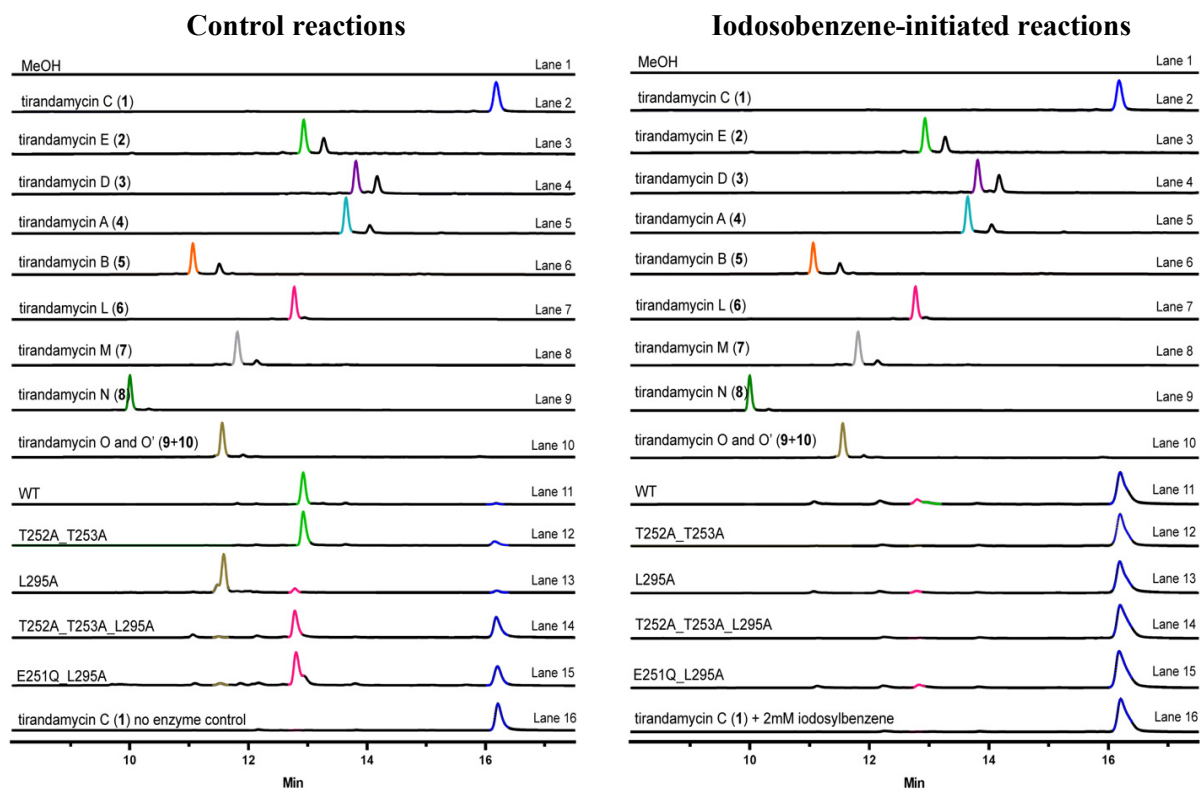 Control reactions
MeOH
Lane 1
tirandamycin C (1)
Lane 2
tirandamycin E (2)
Lane 3
tirandamycin D (3)
Lane 4
tirandamycin A (4)
Lane 5
tirandamycin B (5)
Lane 6
tirandamycin L (6)
Lane 7
tirandamycin M (7)
Lane 8
tirandamycin N (8)
Lane 9
tirandamycin O and O' (9+10)
Lane 10
WT
Lane 11
T252A_T253A
Lane 12
L295A
Lane 13
T252A_T253A_L295A
Lane 14
E251Q_L295A
Lane 15
tirandamycin C (1) no enzyme control
Lane 16
10 12 14 16
Min
Iodosobenzene-initiated reactions
MeOH
Lane 1
tirandamycin C (1)
Lane 2
tirandamycin E (2)
Lane 3
tirandamycin D (3)
Lane 4
tirandamycin A (4)
Lane 5
tirandamycin B (5)
Lane 6
tirandamycin L (6)
Lane 7
tirandamycin M (7)
Lane 8
tirandamycin N (8)
Lane 9
tirandamycin O and O' (9+10)
Lane 10
WT
Lane 11
T252A_T253A
Lane 12
L295A
Lane 13
T252A_T253A_L295A
Lane 14
E251Q_L295A
Lane 15
tirandamycin C (1) + 2mM iodosylbenzene
Lane 16
10 12 14 16
Min